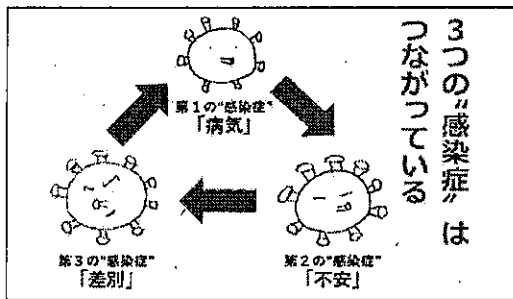 3つの“感染症”は
つながっている
第1の“感染症”
「病気」
第2の“感染症”
「不安」
第3の“感染症”
「差別」